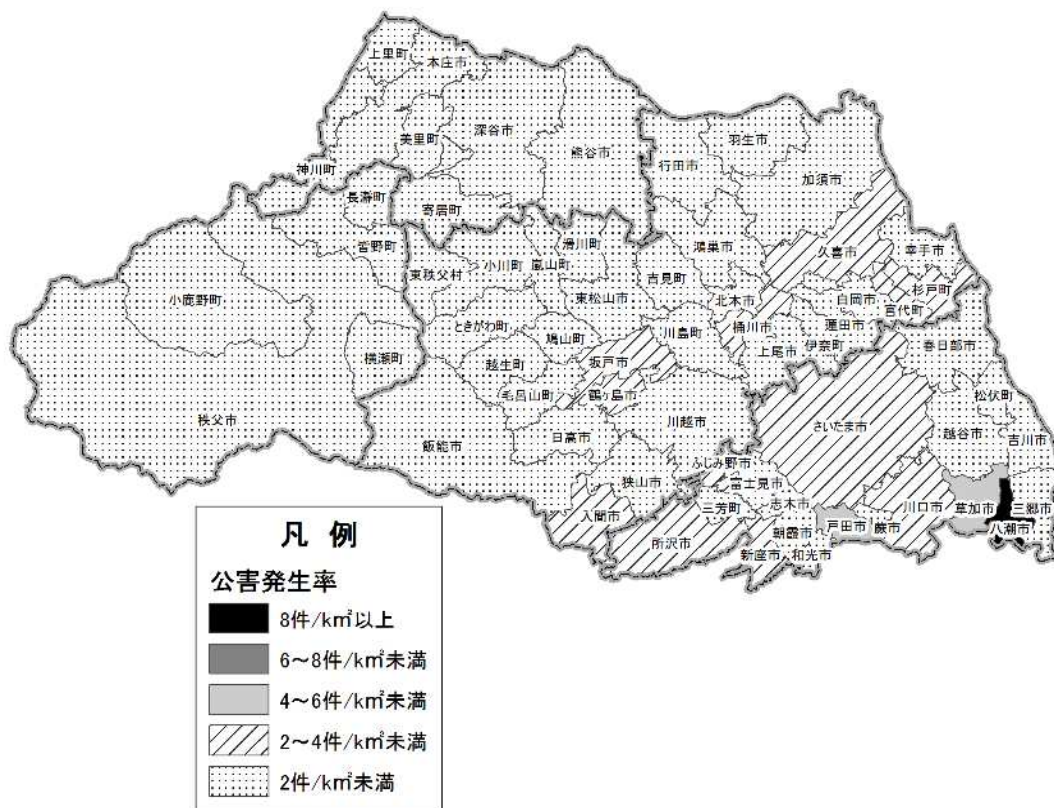 上里町
本庄市
美里町
深谷市
熊谷市
神川町
長瀞町
寄居町
皆野町
小鹿野町
横瀬町
秩父市
東秩父村
小川町
嵐山町
滑川町
東松山市
ときがわ町
鳩山町
越生町
毛呂山町
坂戸市
鶴ヶ島市
日高市
飯能市
川越市
川島町
吉見町
狭山市
入間市
所沢市
ふじみ野市
富士見市
三芳町
志木市
朝霞市
新座市
和光市
行田市
羽生市
加須市
鴻巣市
北本市
桶川市
上尾市
伊奈町
久喜市
白岡市
蓮田市
幸手市
杉戸町
宮代町
春日部市
松伏町
越谷市
吉川市
さいたま市
戸田市
蕨市
川口市
草加市
八潮市
三郷市
凡 例
公害発生率
8件/k㎡以上
6～8件/k㎡未満
4～6件/k㎡未満
2～4件/k㎡未満
2件/k㎡未満